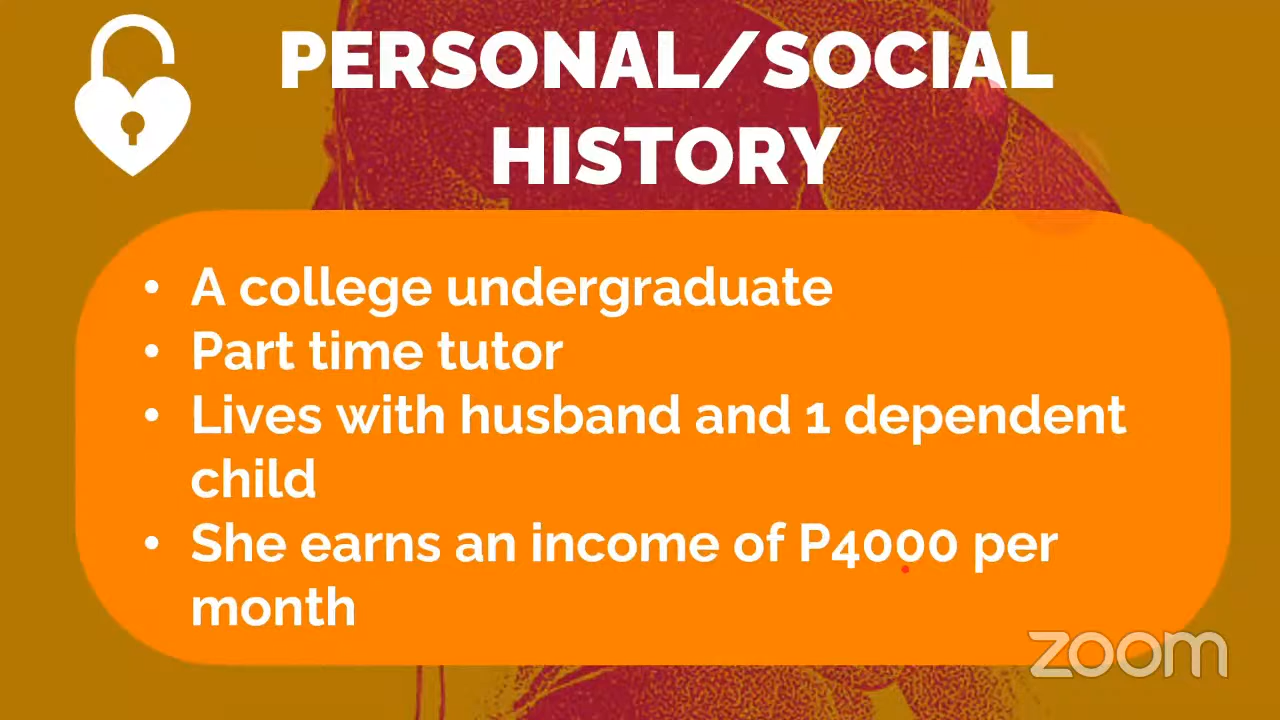 PERSONAL/SOCIAL
HISTORY
• A college undergraduate
• Part time tutor
• Lives with husband and 1 dependent
child
• She earns an income of P4000 per
month
zoom